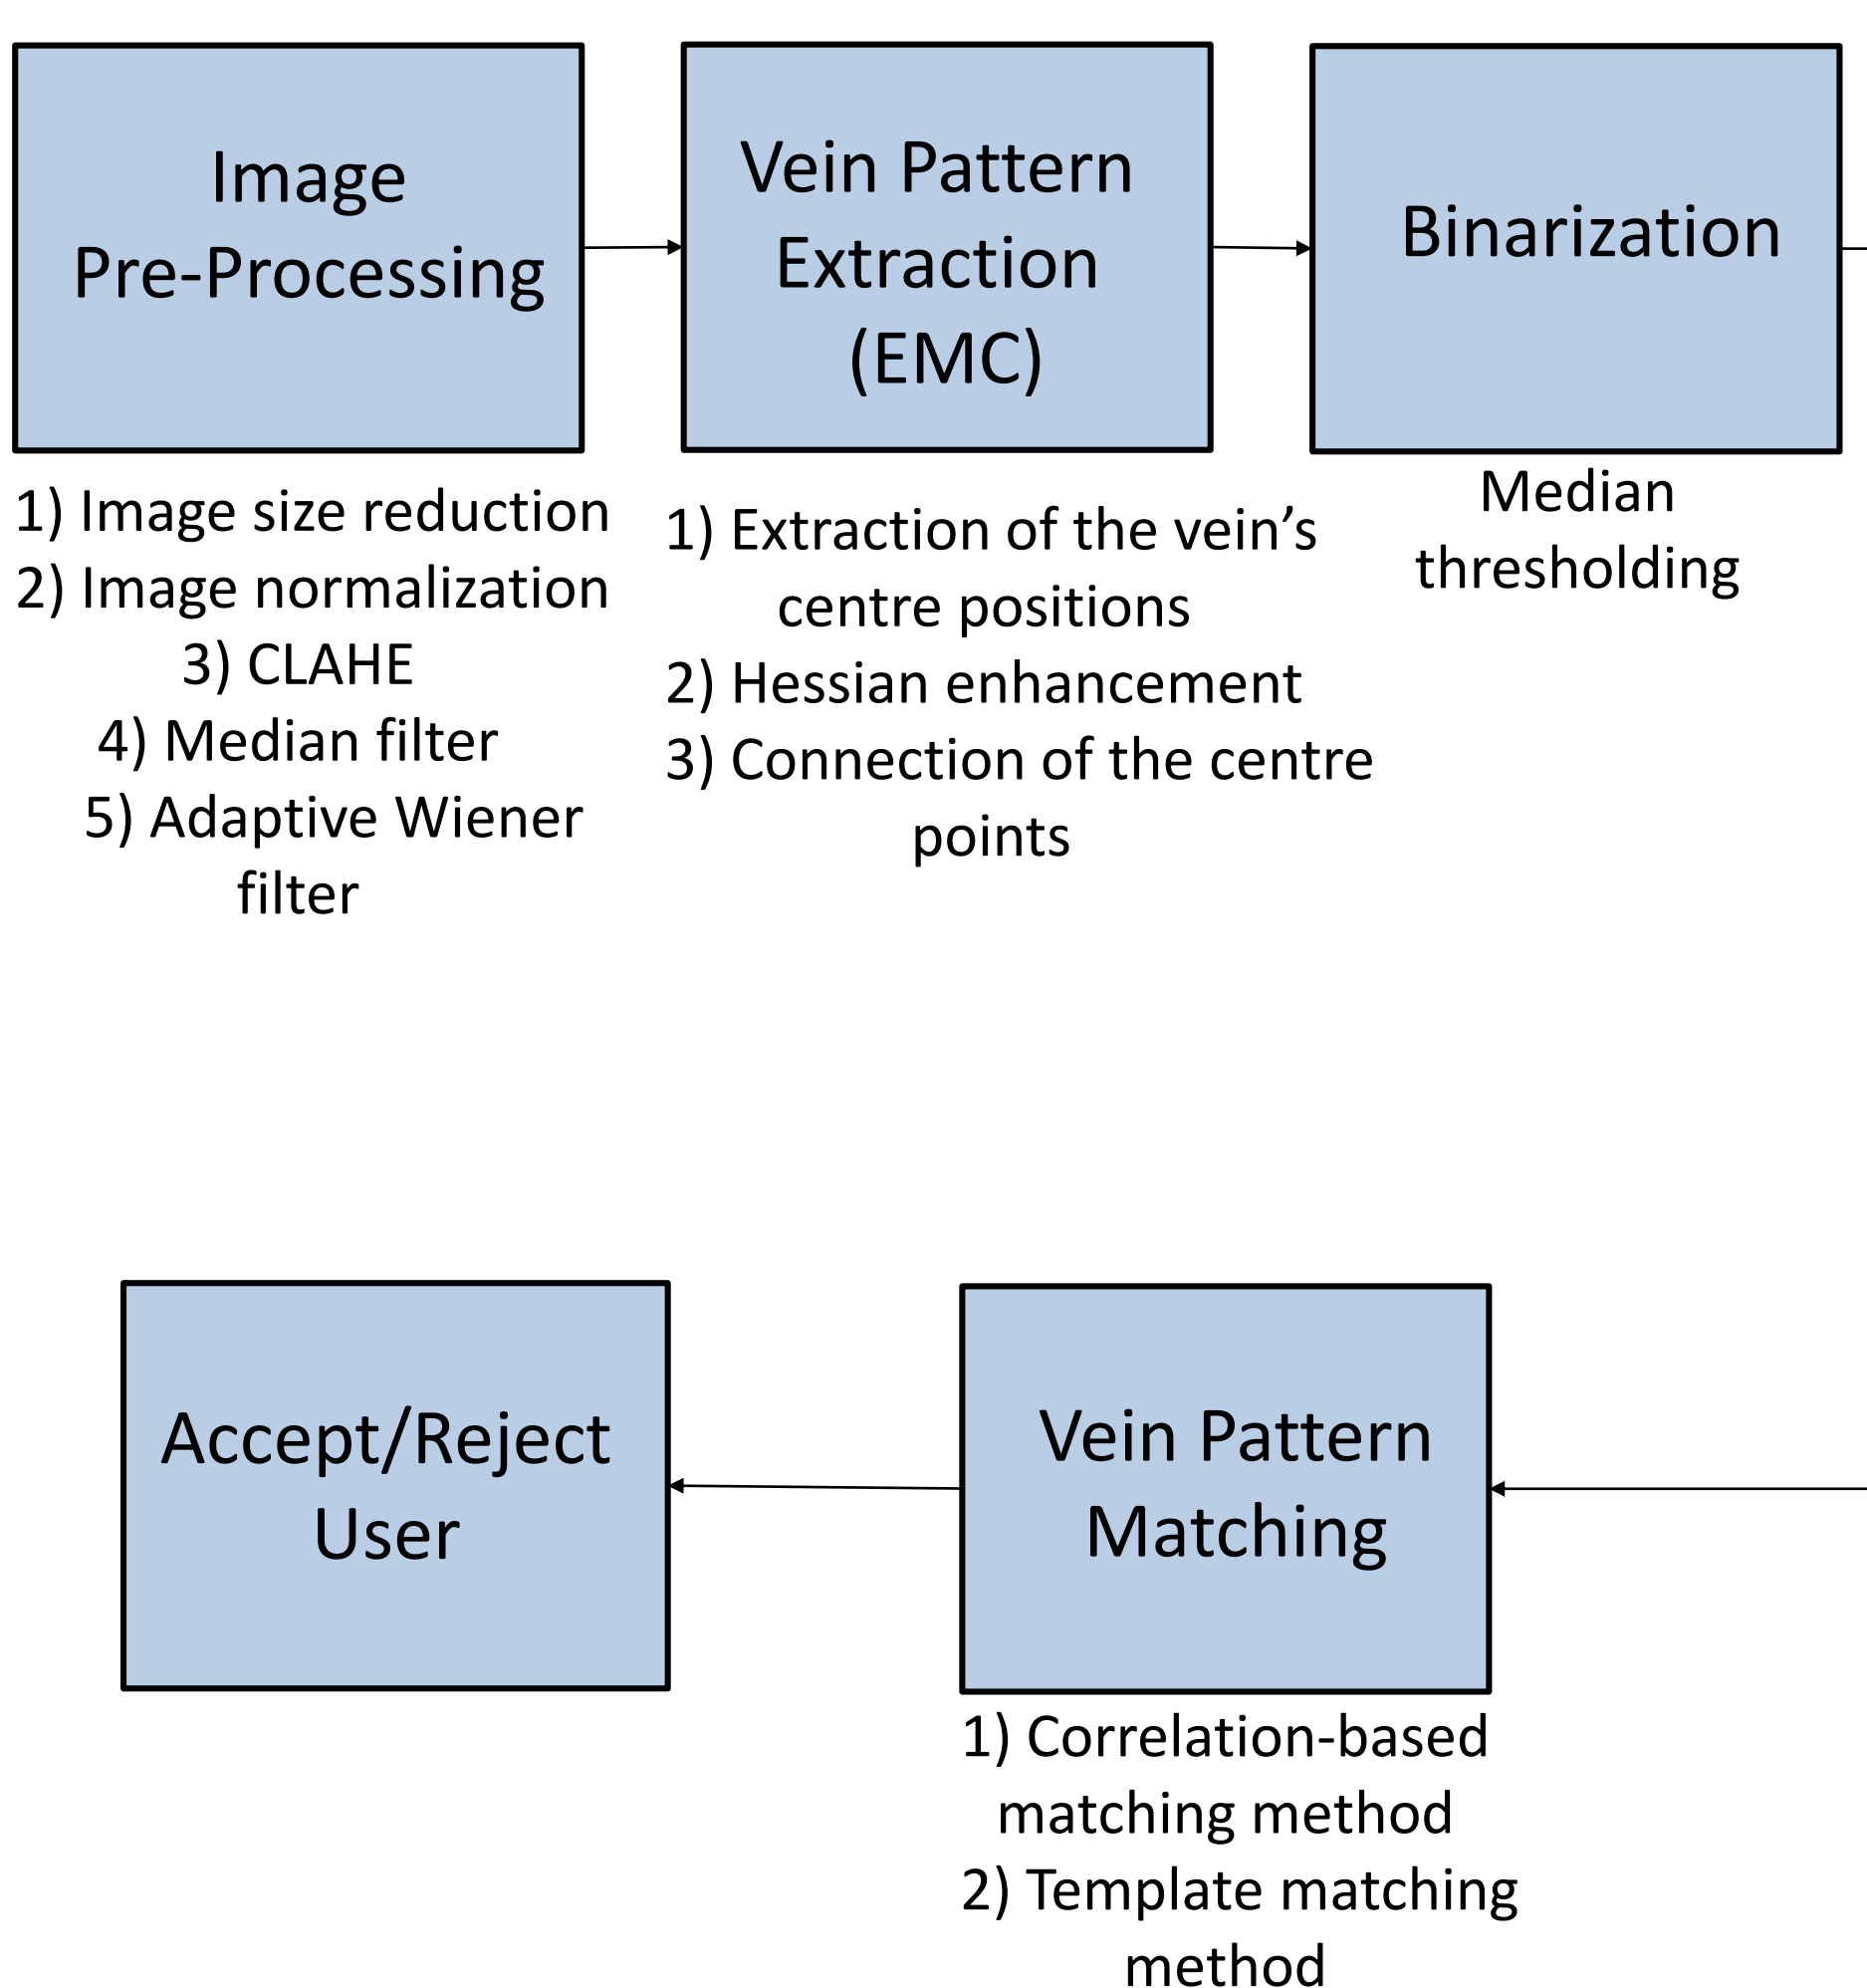 Image
Pre-Processing
1) Image size reduction
2) Image normalization
3) CLAHE
4) Median filter
5) Adaptive Wiener
filter
Vein Pattern
Extraction
(EMC)
1) Extraction of the vein’s
centre positions
2) Hessian enhancement
3) Connection of the centre
points
Binarization
Median
thresholding
Vein Pattern
Matching
1) Correlation-based
matching method
2) Template matching
method
Accept/Reject
User